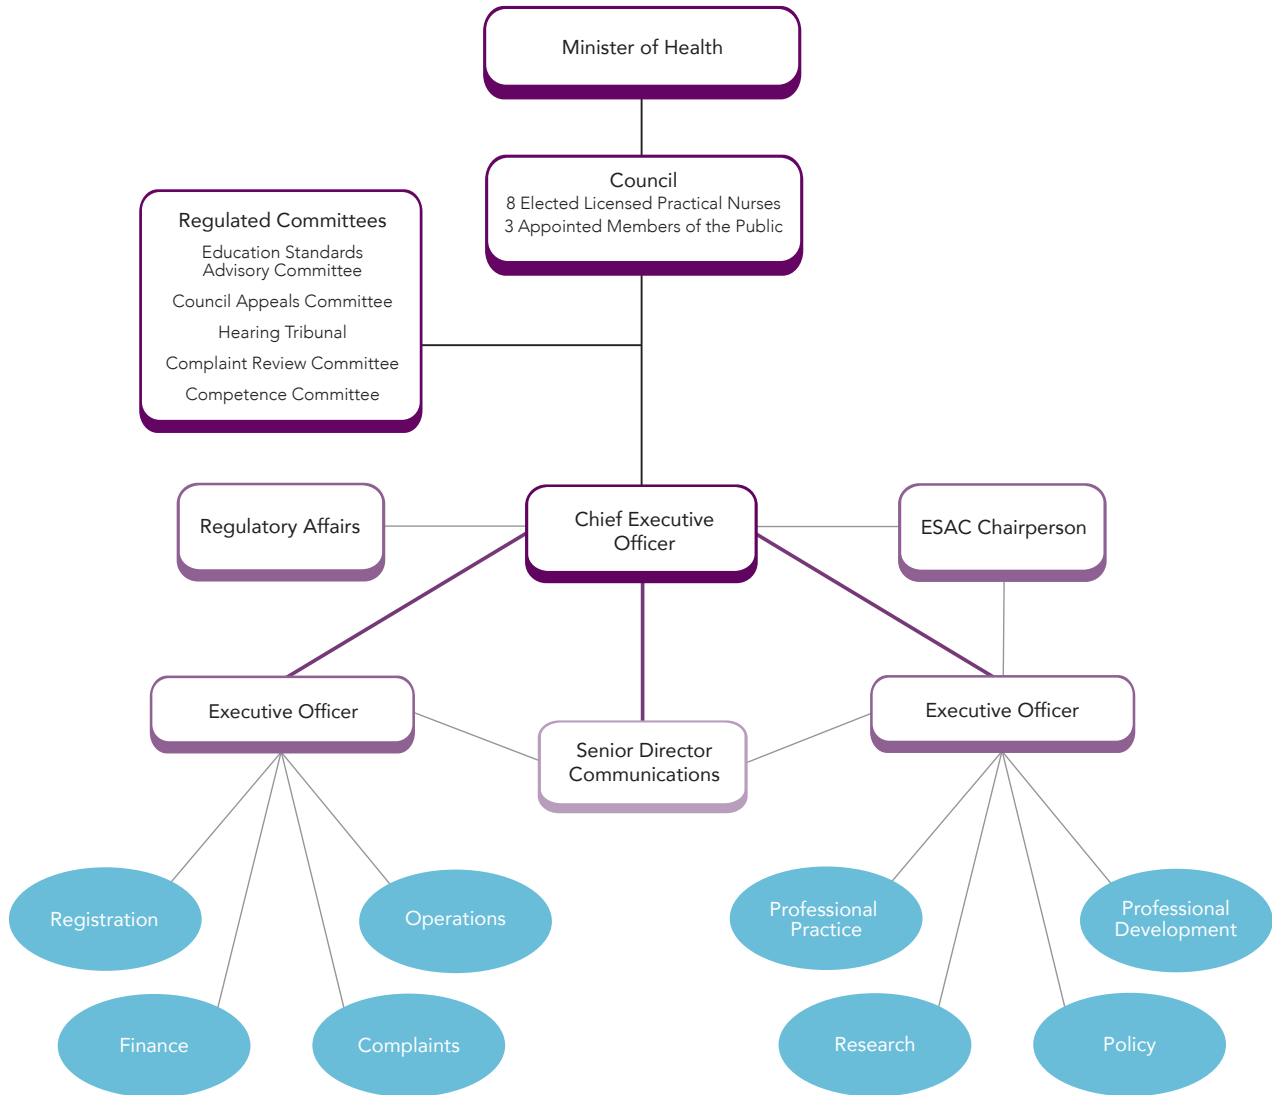 Minister of Health
Council
8 Elected Licensed Practical Nurses
3 Appointed Members of the Public
Regulated Committees
Education Standards
Advisory Committee
Council Appeals Committee
Hearing Tribunal
Complaint Review Committee
Competence Committee
Regulatory Affairs
Chief Executive
Officer
ESAC Chairperson
Executive Officer
Senior Director
Communications
Executive Officer
Registration
Operations
Finance
Complaints
Professional
Practice
Professional
Development
Research
Policy